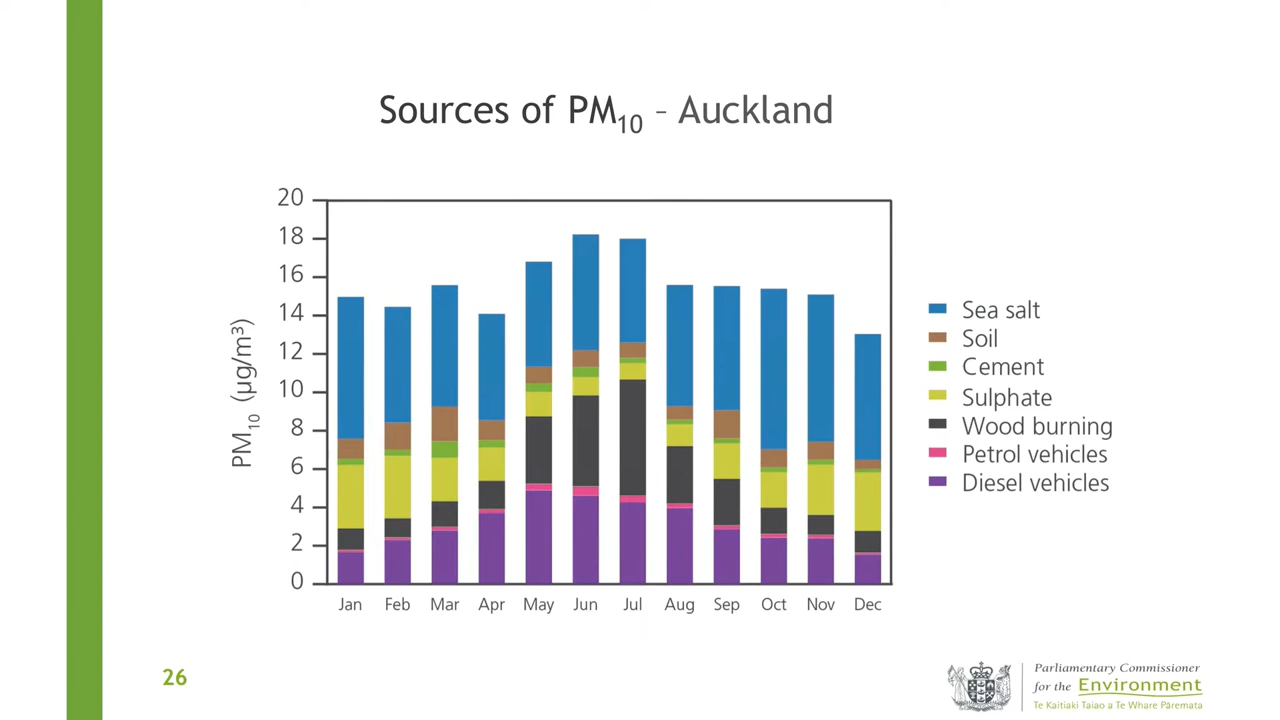 Sources of PM10 – Auckland
20
18
16
14
12
10
8
6
4
2
0
PM10 (µg/m³)
Jan Feb Mar Apr May Jun Jul Aug Sep Oct Nov Dec
Sea salt
Soil
Cement
Sulphate
Wood burning
Petrol vehicles
Diesel vehicles
26
Parliamentary Commissioner
for the Environment
Te Kaitiaki Taiao a Te Whare Pāremata